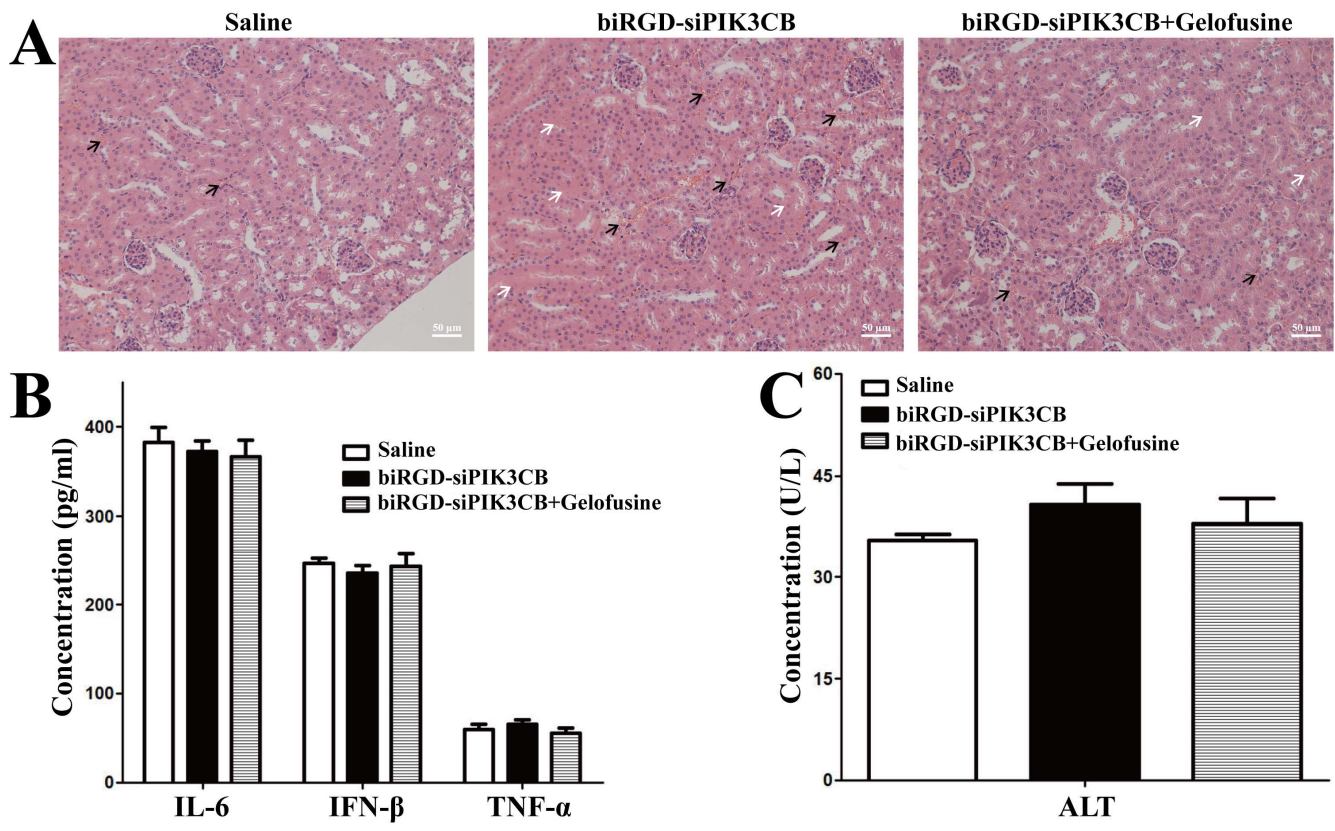 A
Saline
biRGD-siPIK3CB
biRGD-siPIK3CB+Gelofusine
50 µm
50 µm
50 µm
B
Concentration (pg/ml)
400
300
200
100
0
Saline
biRGD-siPIK3CB
biRGD-siPIK3CB+Gelofusine
IL-6
IFN-β
TNF-α
C
Concentration (U/L)
60
45
30
15
0
Saline
biRGD-siPIK3CB
biRGD-siPIK3CB+Gelofusine
ALT